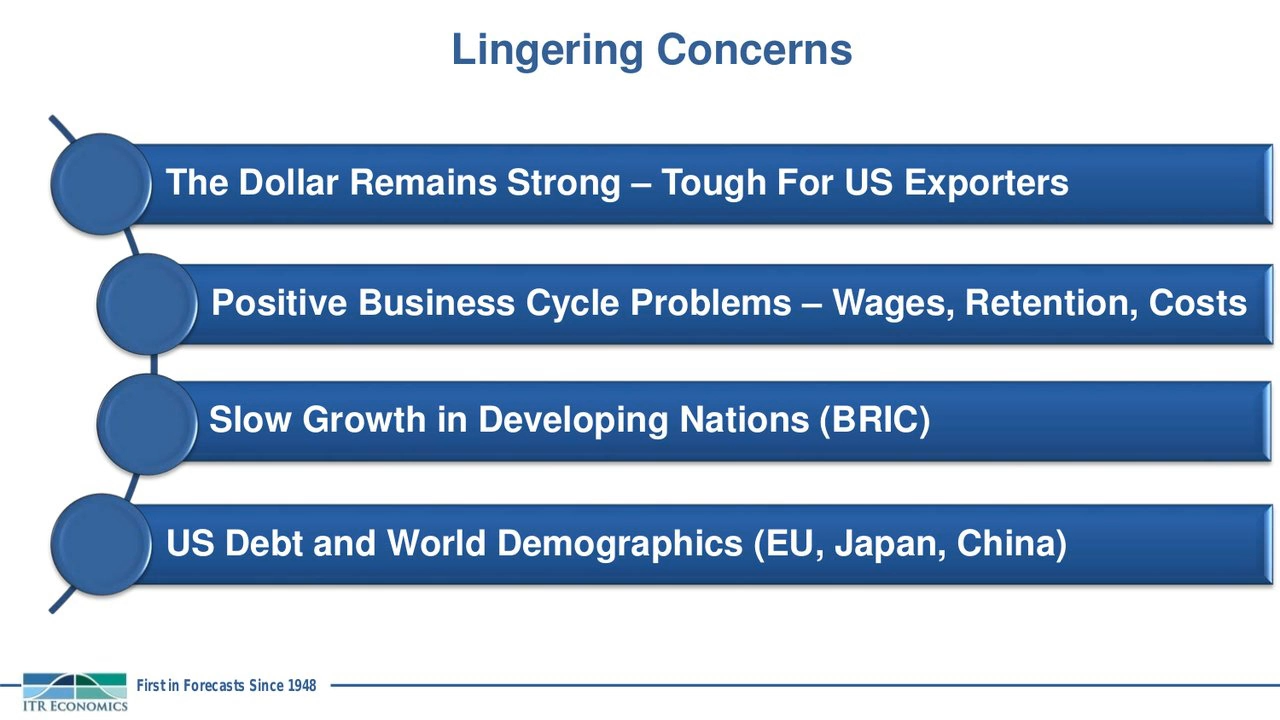 Lingering Concerns
The Dollar Remains Strong – Tough For US Exporters
Positive Business Cycle Problems – Wages, Retention, Costs
Slow Growth in Developing Nations (BRIC)
US Debt and World Demographics (EU, Japan, China)
First in Forecasts Since 1948
ITR ECONOMICS